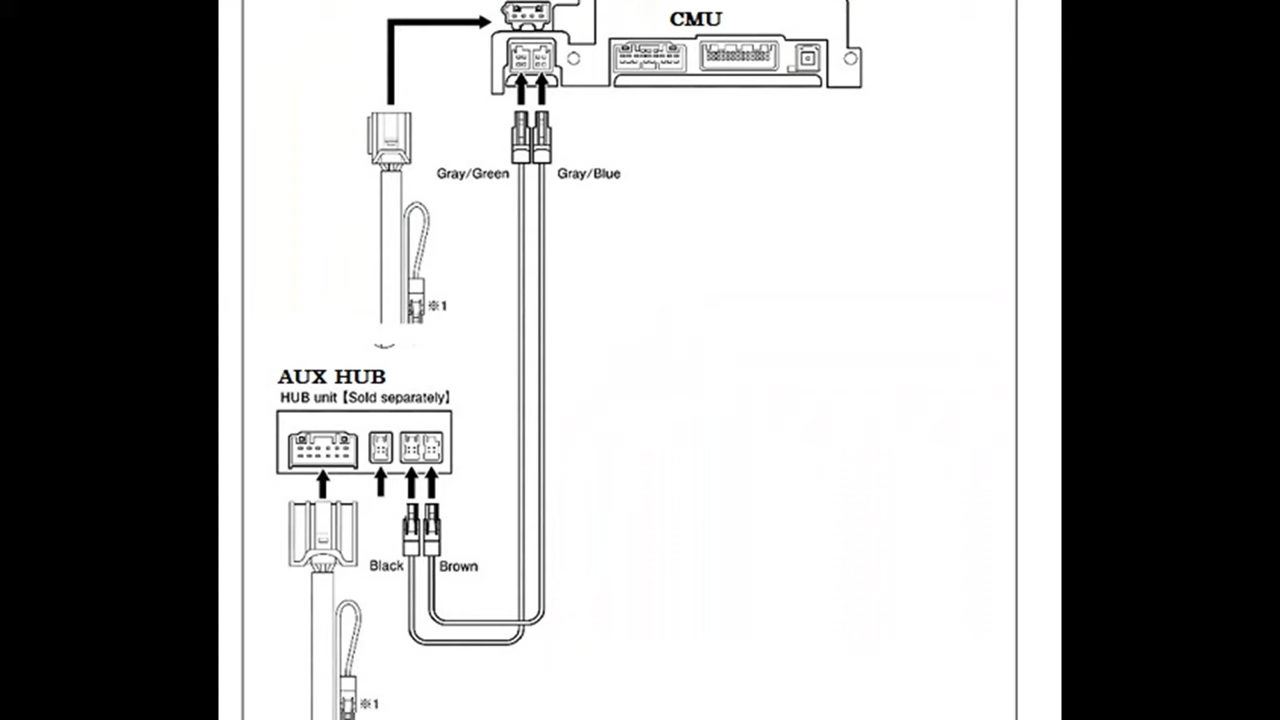 CMU
Gray/Green
Gray/Blue
※1
AUX HUB
HUB unit【Sold separately】
Black
Brown
※1